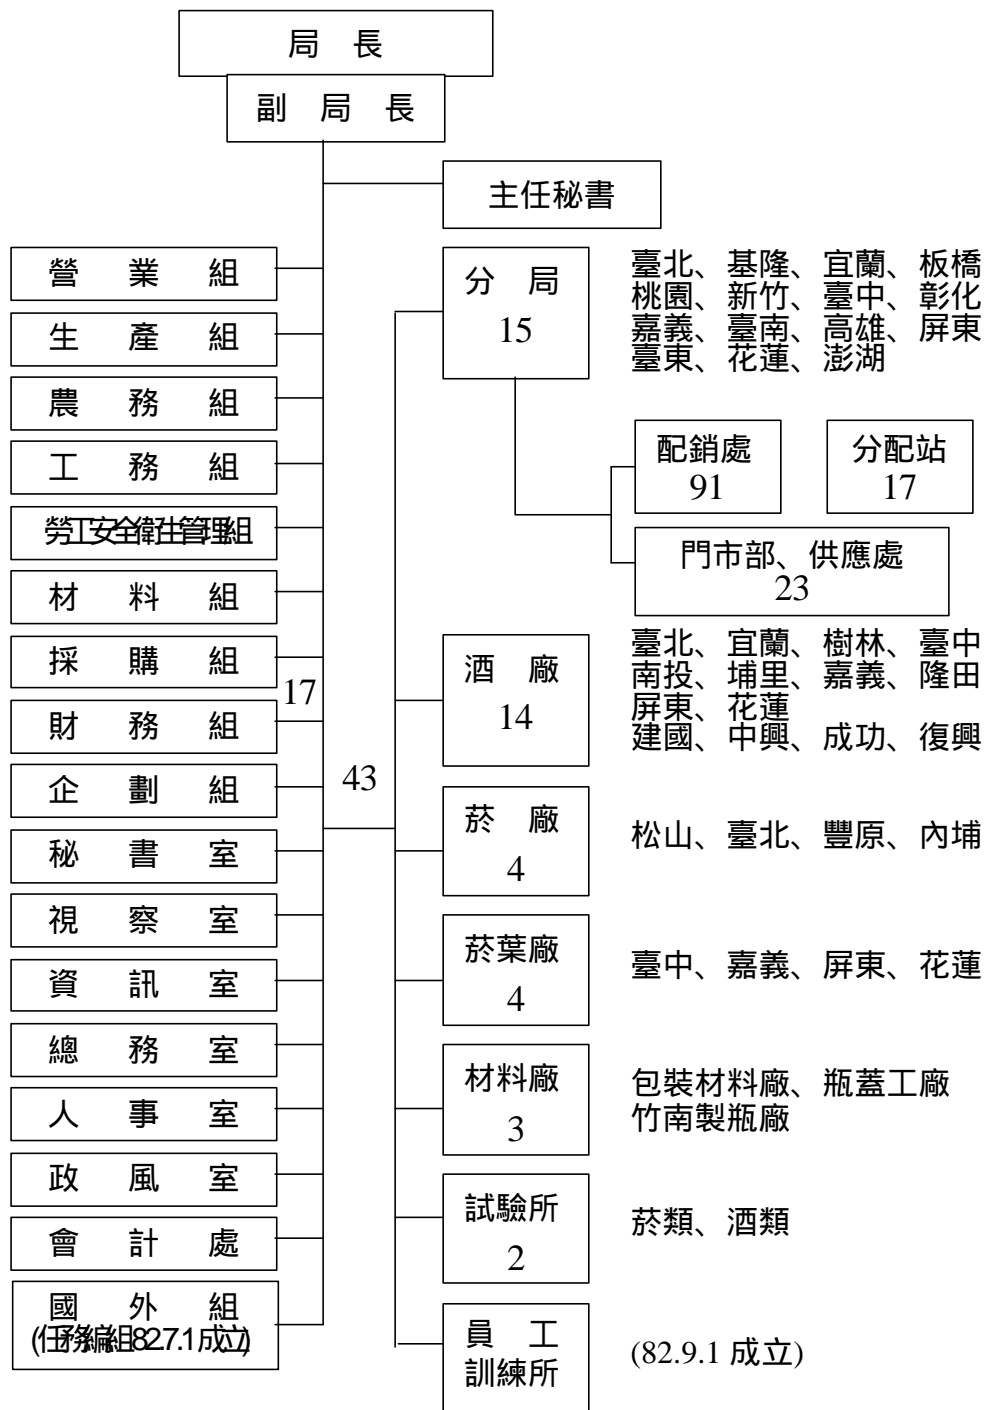 局 長
副 局 長
主任秘書
營 業 組
生 產 組
農 務 組
工 務 組
勞工安全衛生管理組
材 料 組
採 購 組
財 務 組
企 劃 組
秘 書 室
視 察 室
資 訊 室
總 務 室
人 事 室
政 風 室
會 計 處
國 外 組
(任務編組82.7.1成立)
17
43
分 局
15
臺北、基隆、宜蘭、板橋
桃園、新竹、臺中、彰化
嘉義、臺南、高雄、屏東
臺東、花蓮、澎湖
配銷處
91
分配站
17
門市部、供應處
23
酒 廠
14
臺北、宜蘭、樹林、臺中
南投、埔里、嘉義、隆田
屏東、花蓮
建國、中興、成功、復興
菸 廠
4
松山、臺北、豐原、內埔
菸葉廠
4
臺中、嘉義、屏東、花蓮
材料廠
3
包裝材料廠、瓶蓋工廠
竹南製瓶廠
試驗所
2
菸類、酒類
員 工
訓練所
(82.9.1 成立)